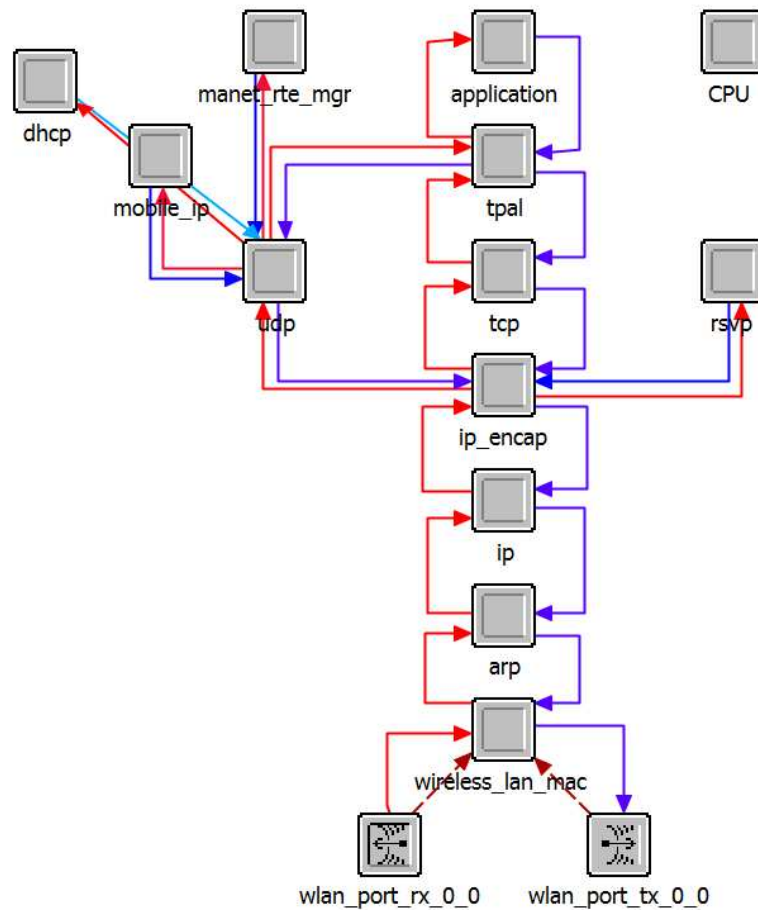 manet_rte_mgr
application
CPU
dhcp
mobile_ip
tpal
udp
tcp
rsvp
ip_encap
ip
arp
wireless_lan_mac
wlan_port_rx_0_0
wlan_port_tx_0_0